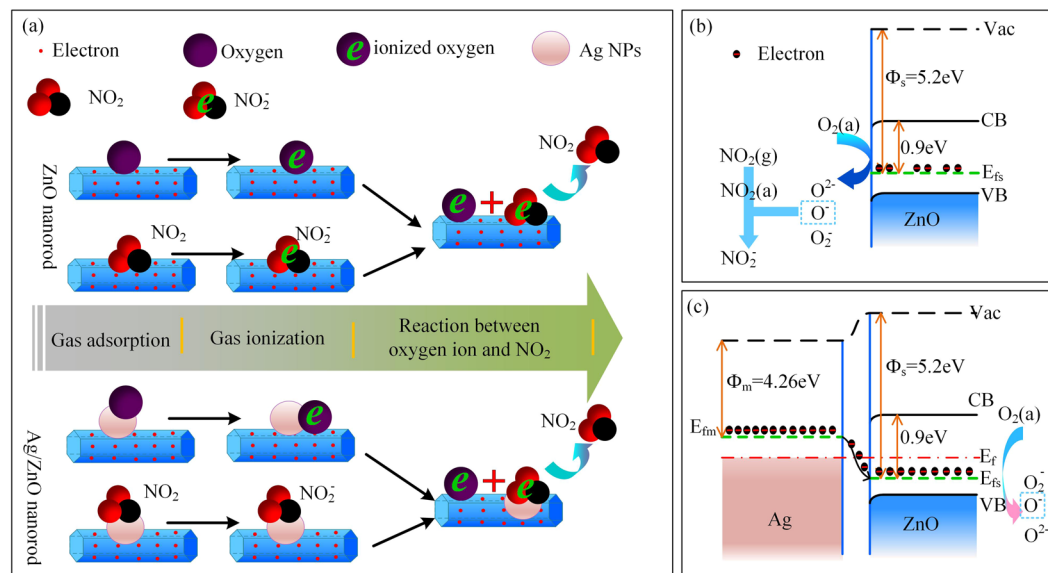 (a)
Electron
Oxygen
e
ionized oxygen
Ag NPs
NO₂
e
NO₂⁻
ZnO nanorod
e
NO₂
NO₂
e
NO₂⁻
e
+
e
Gas adsorption
Gas ionization
Reaction between
oxygen ion and NO₂
Ag/ZnO nanorod
e
NO₂
NO₂
NO₂⁻
e
+
e
(b)
Electron
Vac
Φs=5.2eV
CB
O₂(a)
0.9eV
NO₂(g)
NO₂(a)
NO₂⁻
O²⁻
O⁻
O₂⁻
Efs
VB
ZnO
(c)
Vac
Φm=4.26eV
Φs=5.2eV
CB
O₂(a)
Efm
0.9eV
Ef
Efs
VB
O₂⁻
O⁻
O²⁻
Ag
ZnO